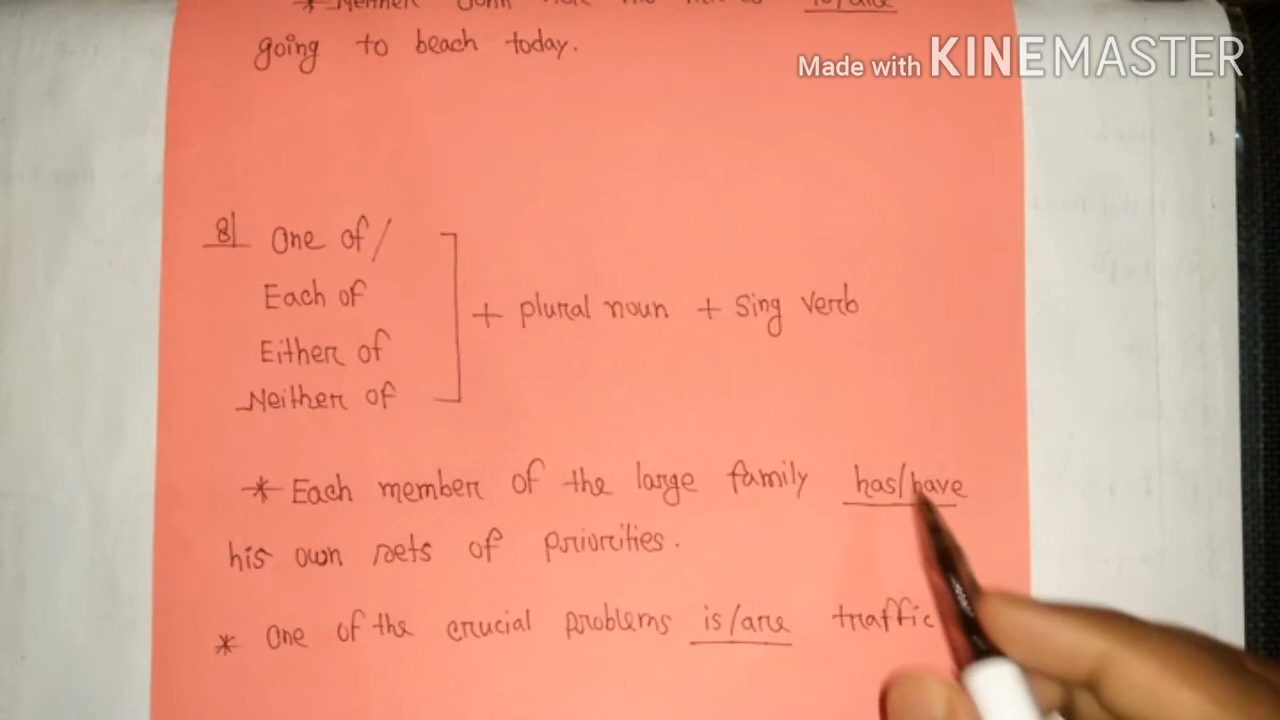 going to beach today.
Made with KINEMASTER
8| One of/
Each of
Either of
Neither of
+ plural noun + Sing verb
* Each member of the large family has/have
his own sets of priorities.
* One of the crucial problems is/are traffic